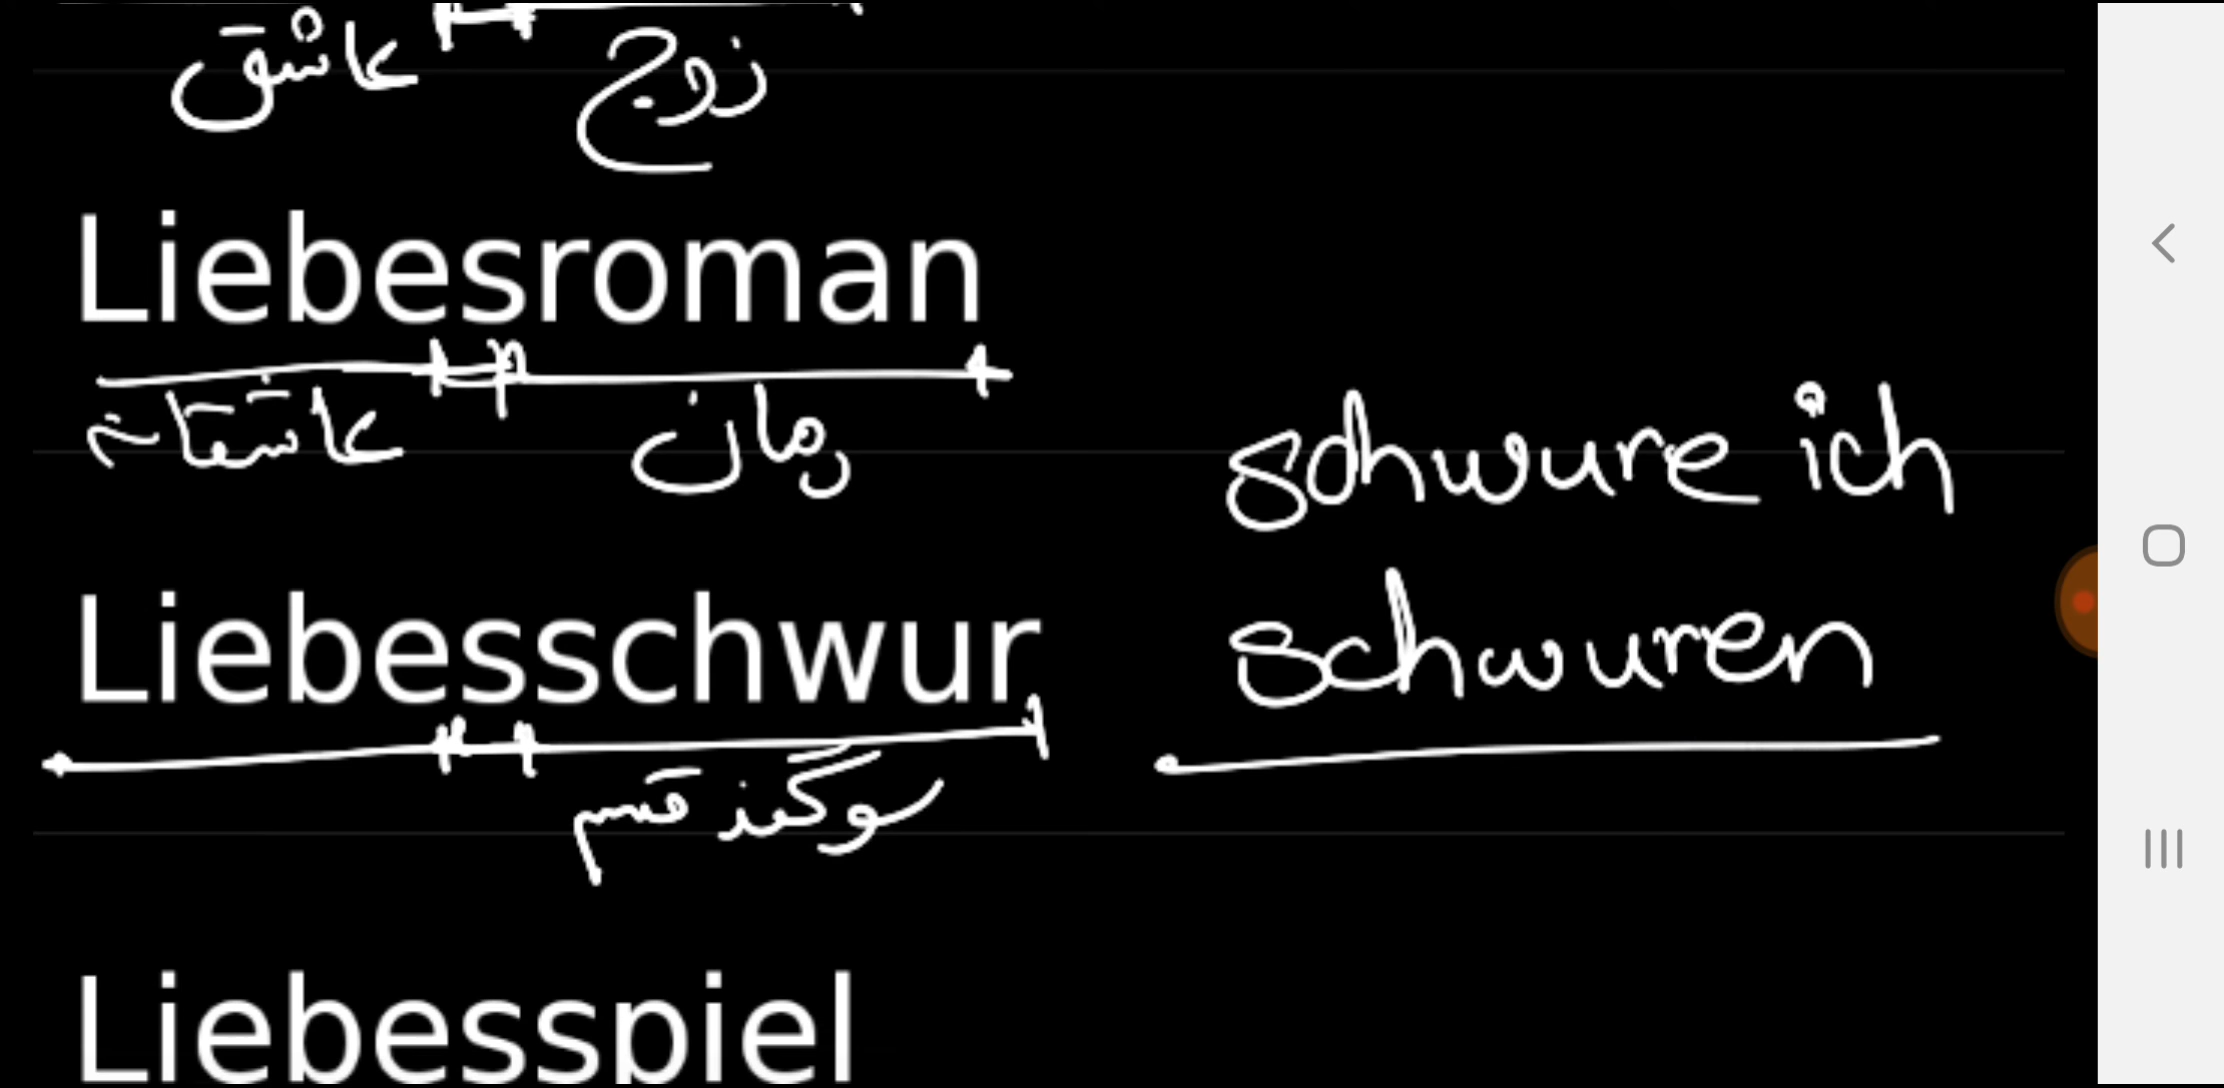 زوج عاشق
Liebesroman
رمان عاشقانه
schwure ich
Liebesschwur
schwuren
سوگند قسم
Liebesspiel